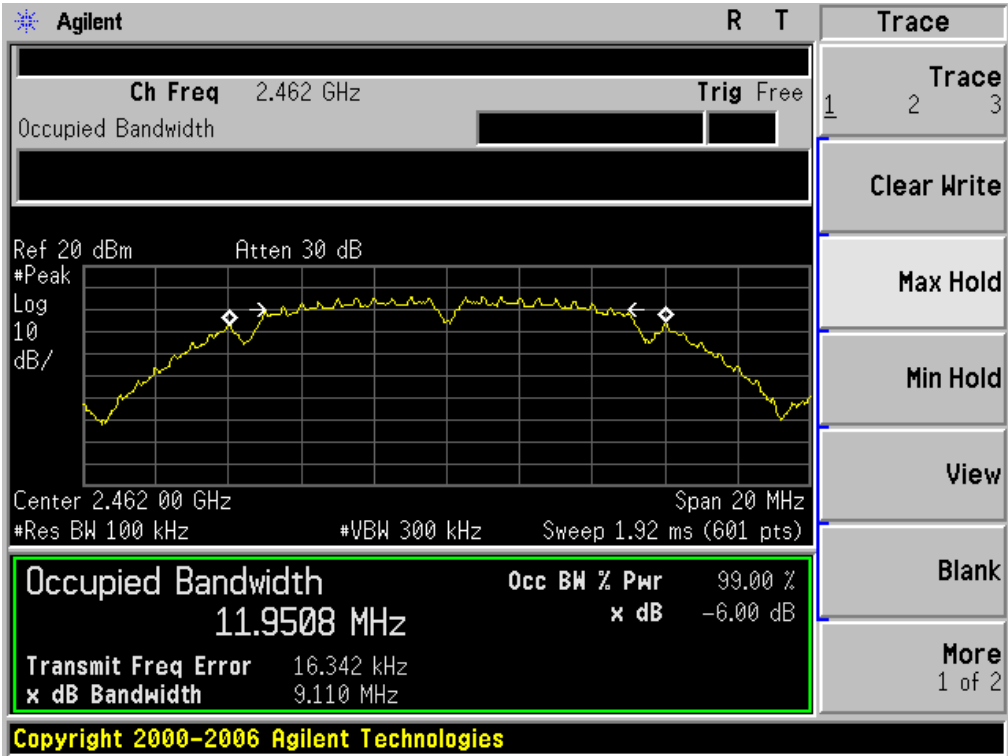 Agilent R T Trace
Ch Freq 2.462 GHz Trig Free
Occupied Bandwidth
Trace
1 2 3
Clear Write
Max Hold
Min Hold
View
Blank
More
1 of 2
Ref 20 dBm Atten 30 dB
#Peak
Log
10
dB/
Center 2.462 00 GHz Span 20 MHz
#Res BW 100 kHz #VBW 300 kHz Sweep 1.92 ms (601 pts)
Occupied Bandwidth Occ BW % Pwr 99.00 %
11.9508 MHz x dB -6.00 dB
Transmit Freq Error 16.342 kHz
x dB Bandwidth 9.110 MHz
Copyright 2000-2006 Agilent Technologies